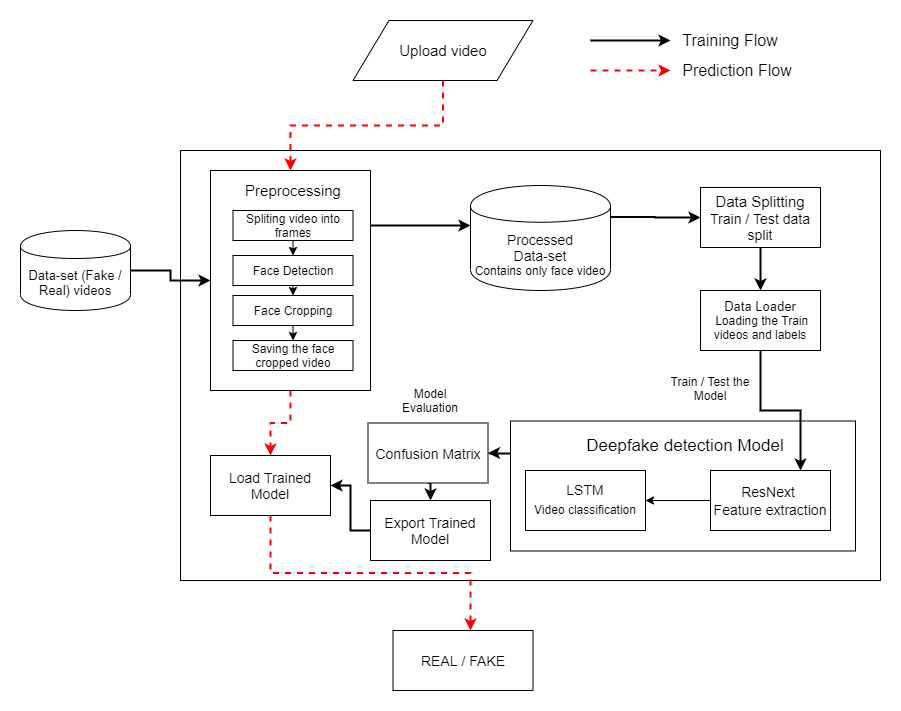 Upload video
Training Flow
Prediction Flow
Preprocessing
Spliting video into
frames
Face Detection
Face Cropping
Saving the face
cropped video
Data-set (Fake /
Real) videos
Processed
Data-set
Contains only face video
Data Splitting
Train / Test data
split
Data Loader
Loading the Train
videos and labels
Train / Test the
Model
Model
Evaluation
Confusion Matrix
Deepfake detection Model
LSTM
Video classification
ResNext
Feature extraction
Load Trained
Model
Export Trained
Model
REAL / FAKE